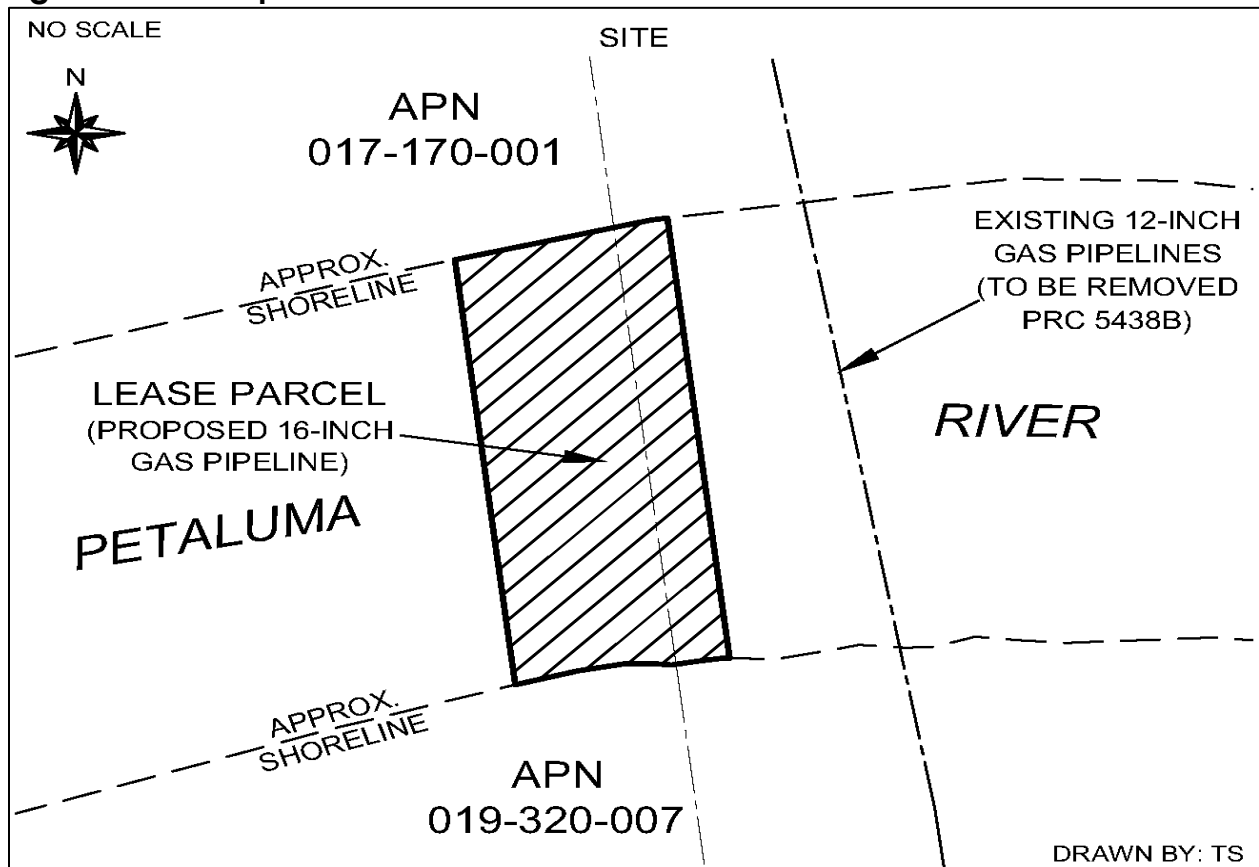 NO SCALE
SITE
N
APN
017-170-001
APPROX.
SHORELINE
EXISTING 12-INCH
GAS PIPELINES
(TO BE REMOVED
PRC 5438B)
LEASE PARCEL
(PROPOSED 16-INCH
GAS PIPELINE)
RIVER
PETALUMA
APPROX.
SHORELINE
APN
019-320-007
DRAWN BY: TS